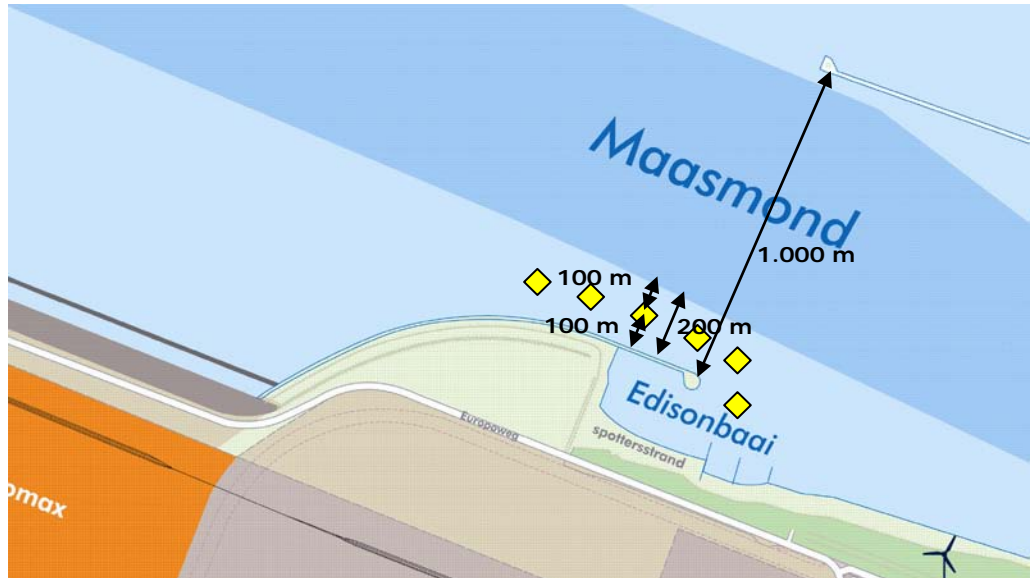 Maasmond
1.000 m
100 m
100 m
200 m
Edisonbaai
Europaweg
spottersstrand
omax